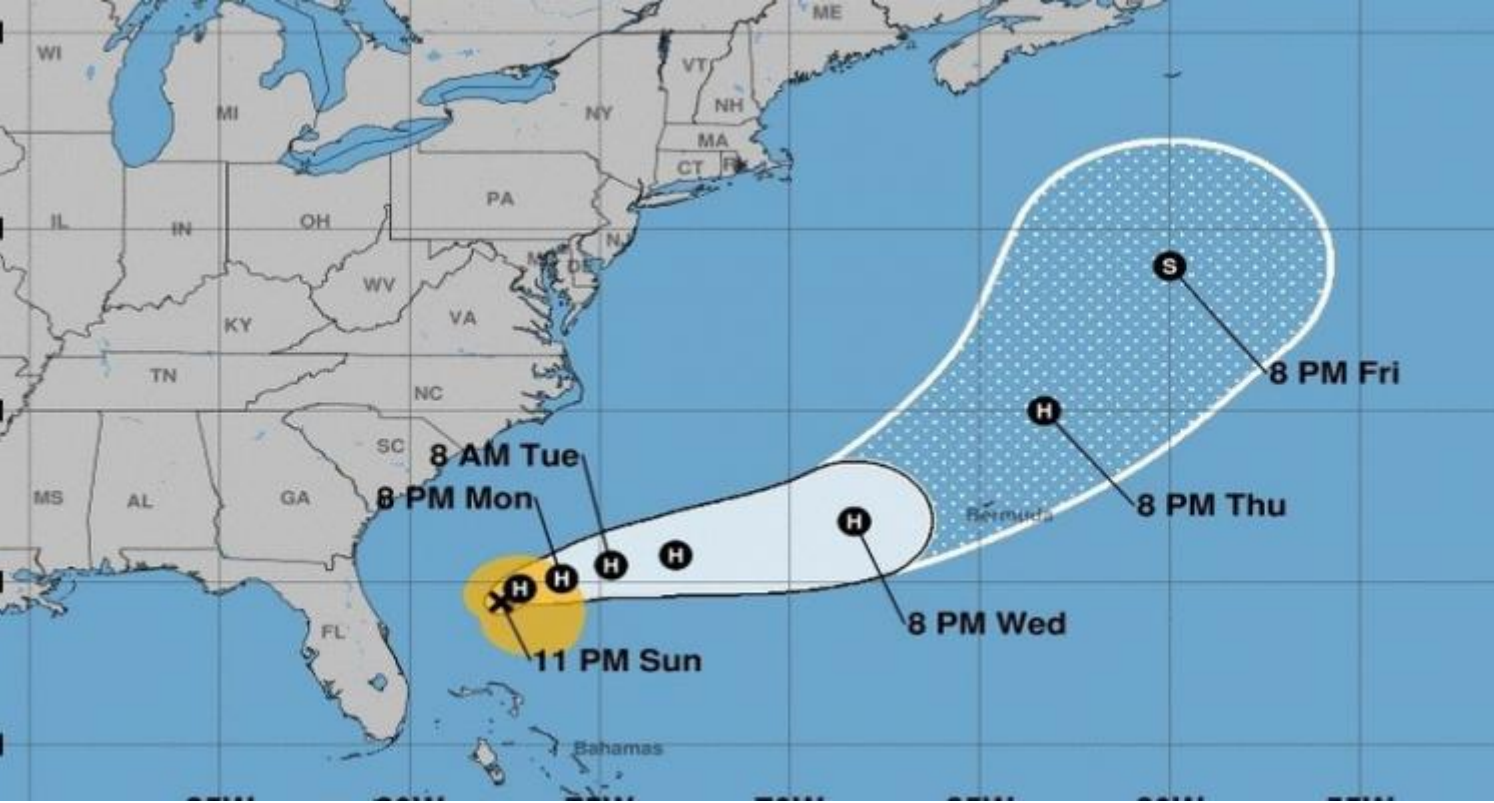 ME
WI
VT
MI
NH
NY
MA
CT
PA
IL
OH
IN
NJ
DE
WV
VA
KY
TN
NC
SC
8 AM Tue
MS
AL
GA
8 PM Mon
S
8 PM Fri
H
8 PM Thu
Bermuda
H
H
H
H
H
8 PM Wed
FL
11 PM Sun
Bahamas